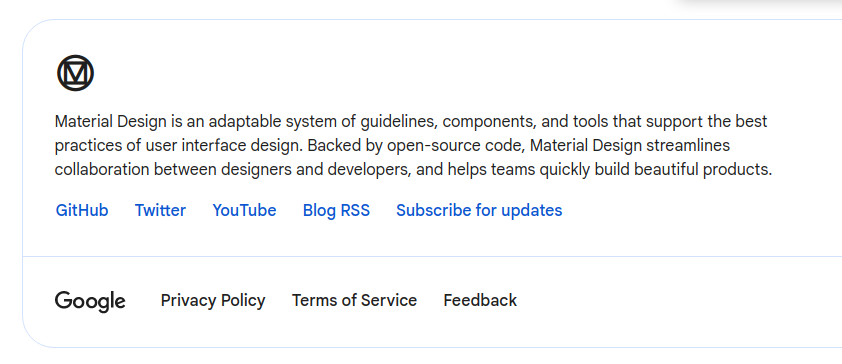 Material Design is an adaptable system of guidelines, components, and tools that support the best
practices of user interface design. Backed by open-source code, Material Design streamlines
collaboration between designers and developers, and helps teams quickly build beautiful products.
GitHub Twitter YouTube Blog RSS Subscribe for updates
Google Privacy Policy Terms of Service Feedback